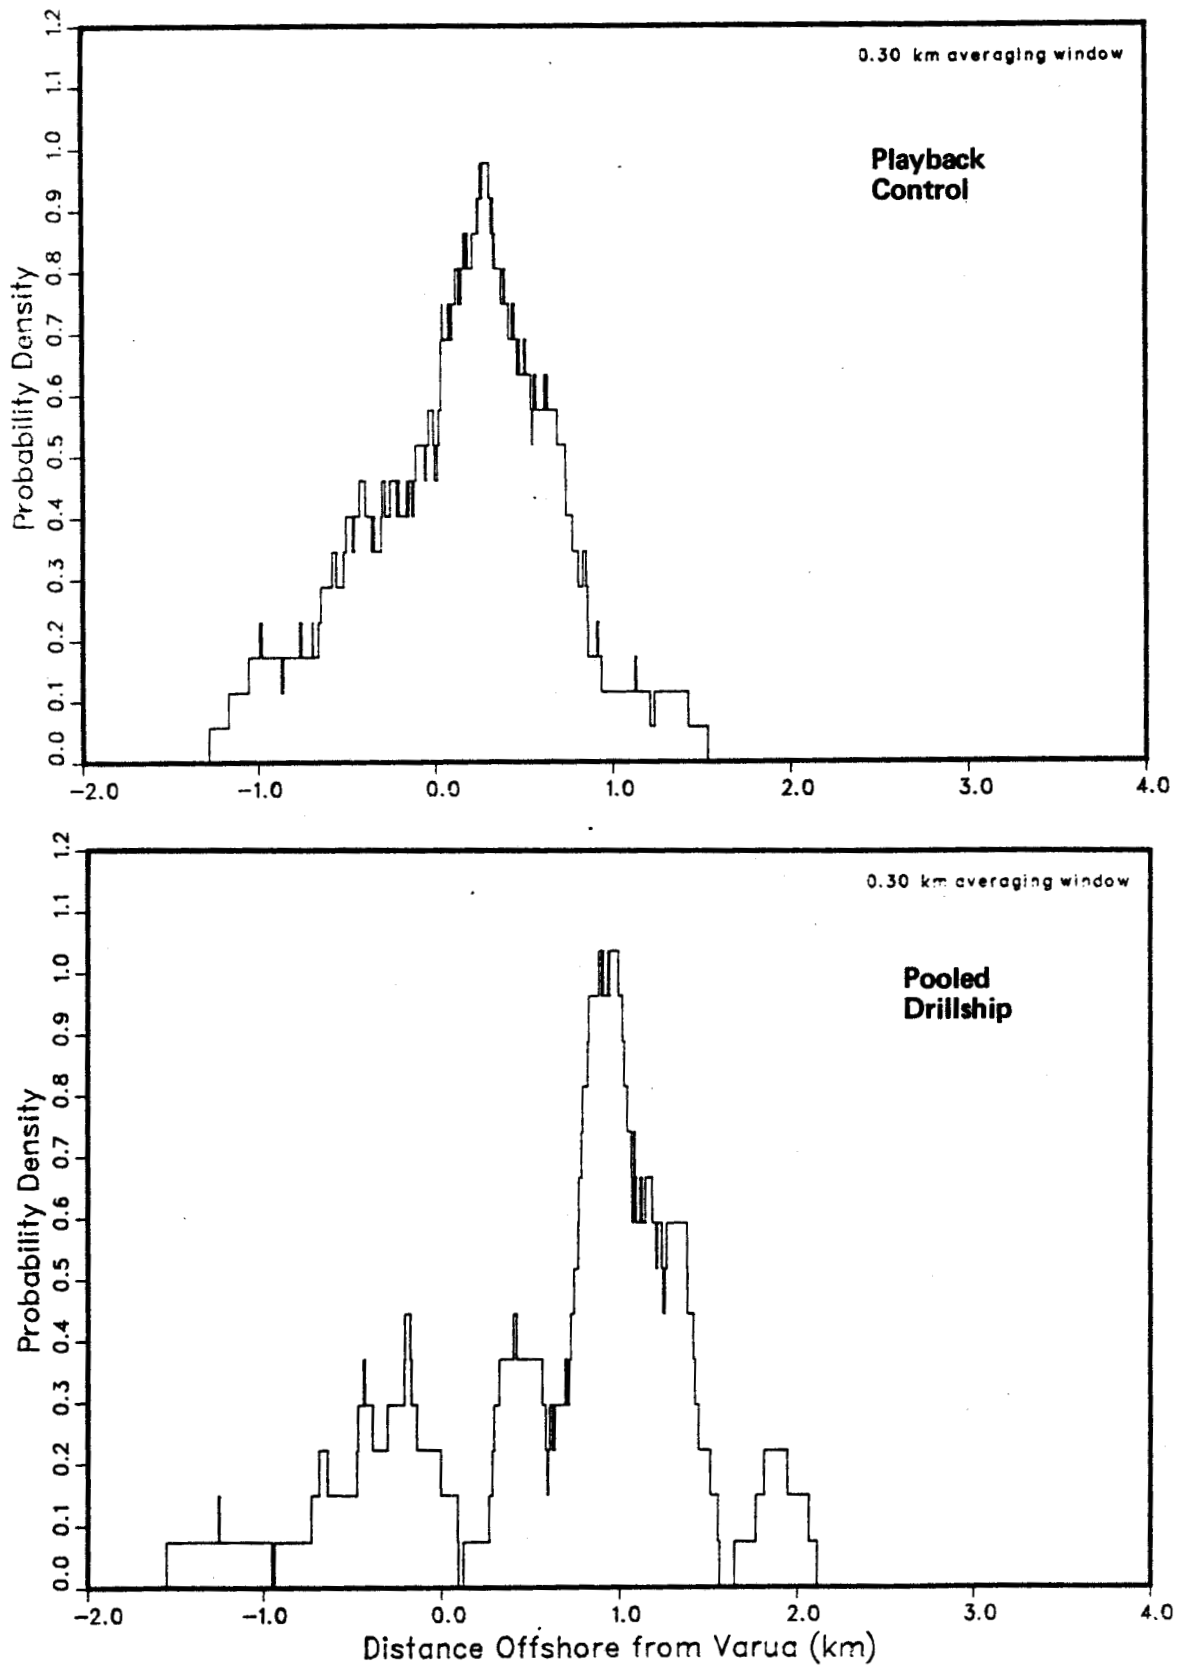 0.30 km averaging window
Playback
Control
Probability Density
1.2
1.1
1.0
0.9
0.8
0.7
0.6
0.5
0.4
0.3
0.2
0.1
0.0
-2.0 -1.0 0.0 1.0 2.0 3.0 4.0
0.30 km averaging window
Pooled
Drillship
Probability Density
1.2
1.1
1.0
0.9
0.8
0.7
0.6
0.5
0.4
0.3
0.2
0.1
0.0
-2.0 -1.0 0.0 1.0 2.0 3.0 4.0
Distance Offshore from Varua (km)